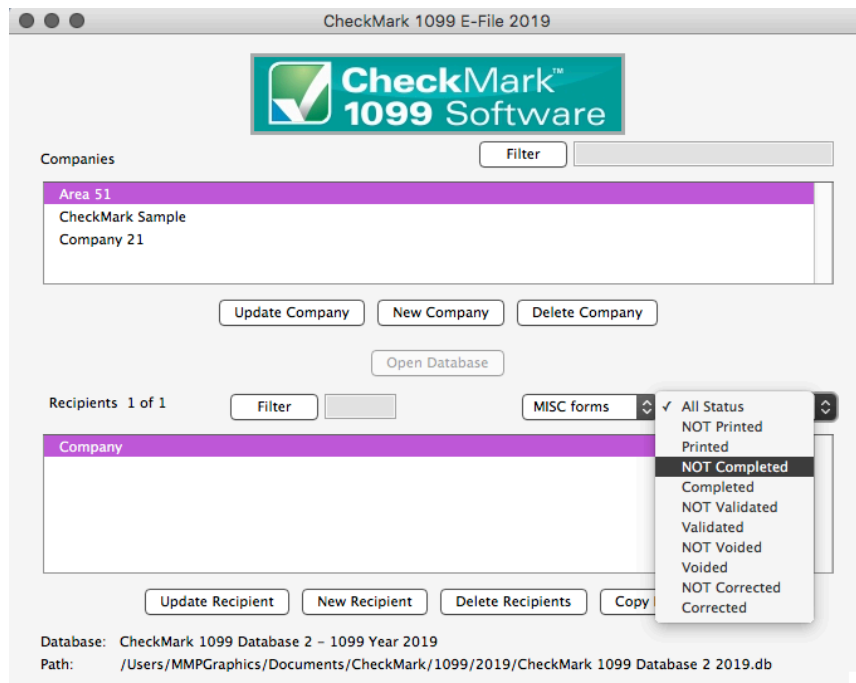 CheckMark 1099 E-File 2019
CheckMark™
1099 Software
Companies
Filter
Area 51
CheckMark Sample
Company 21
Update Company
New Company
Delete Company
Open Database
Recipients 1 of 1
Filter
MISC forms
✓ All Status
NOT Printed
Printed
NOT Completed
Completed
NOT Validated
Validated
NOT Voided
Voided
NOT Corrected
Corrected
Company
Update Recipient
New Recipient
Delete Recipients
Copy
Database: CheckMark 1099 Database 2 – 1099 Year 2019
Path: /Users/MMPGraphics/Documents/CheckMark/1099/2019/CheckMark 1099 Database 2 2019.db